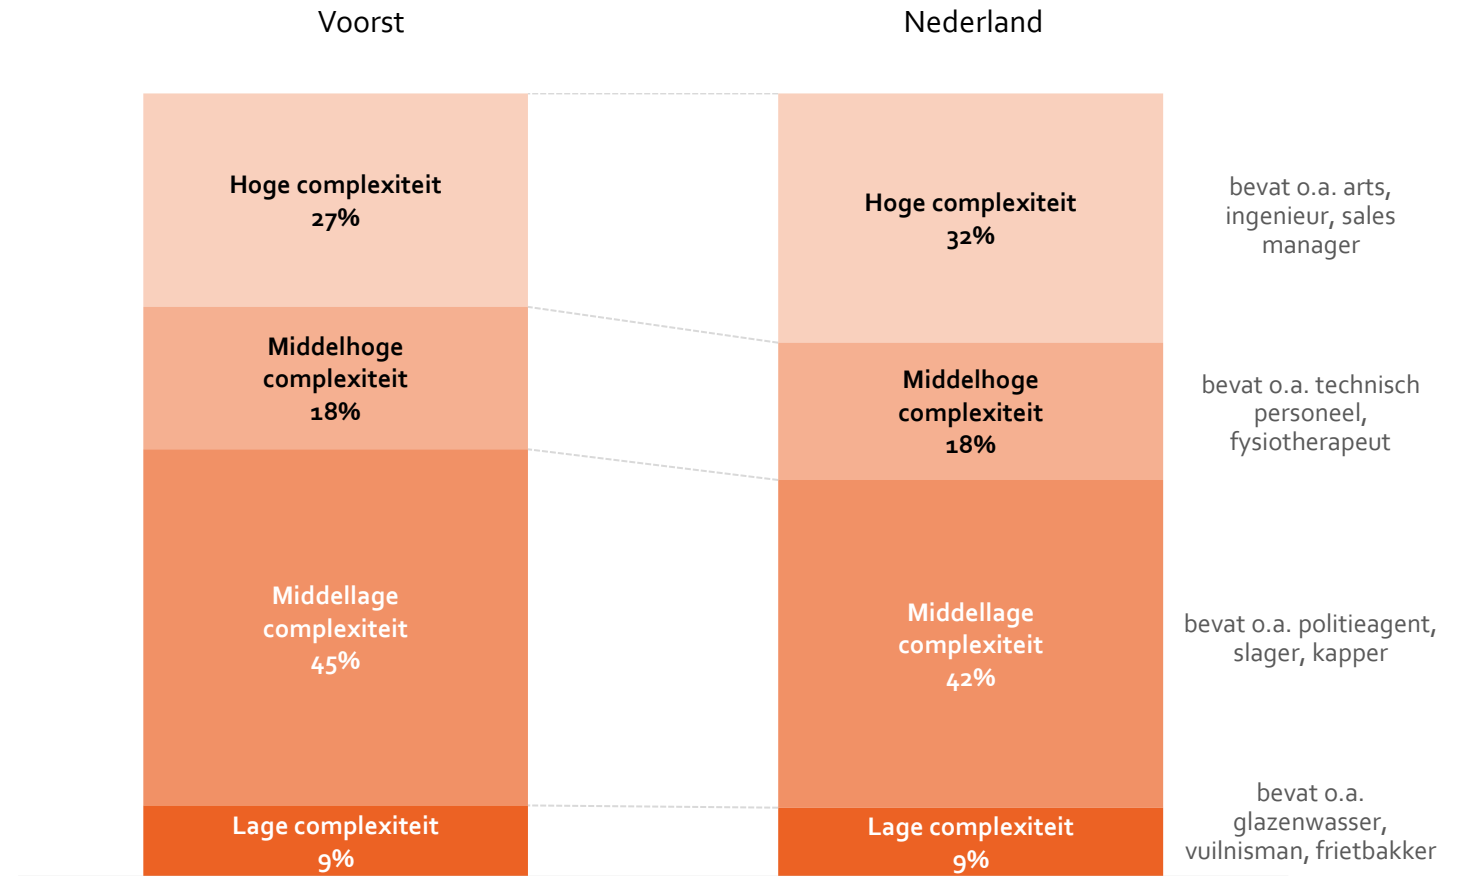 Voorst
Nederland
Hoge complexiteit
27%
Middelhoge
complexiteit
18%
Middellage
complexiteit
45%
Lage complexiteit
9%
Hoge complexiteit
32%
Middelhoge
complexiteit
18%
Middellage
complexiteit
42%
Lage complexiteit
9%
bevat o.a. arts,
ingenieur, sales
manager
bevat o.a. technisch
personeel,
fysiotherapeut
bevat o.a. politieagent,
slager, kapper
bevat o.a.
glazenwasser,
vuilnisman, frietbakker